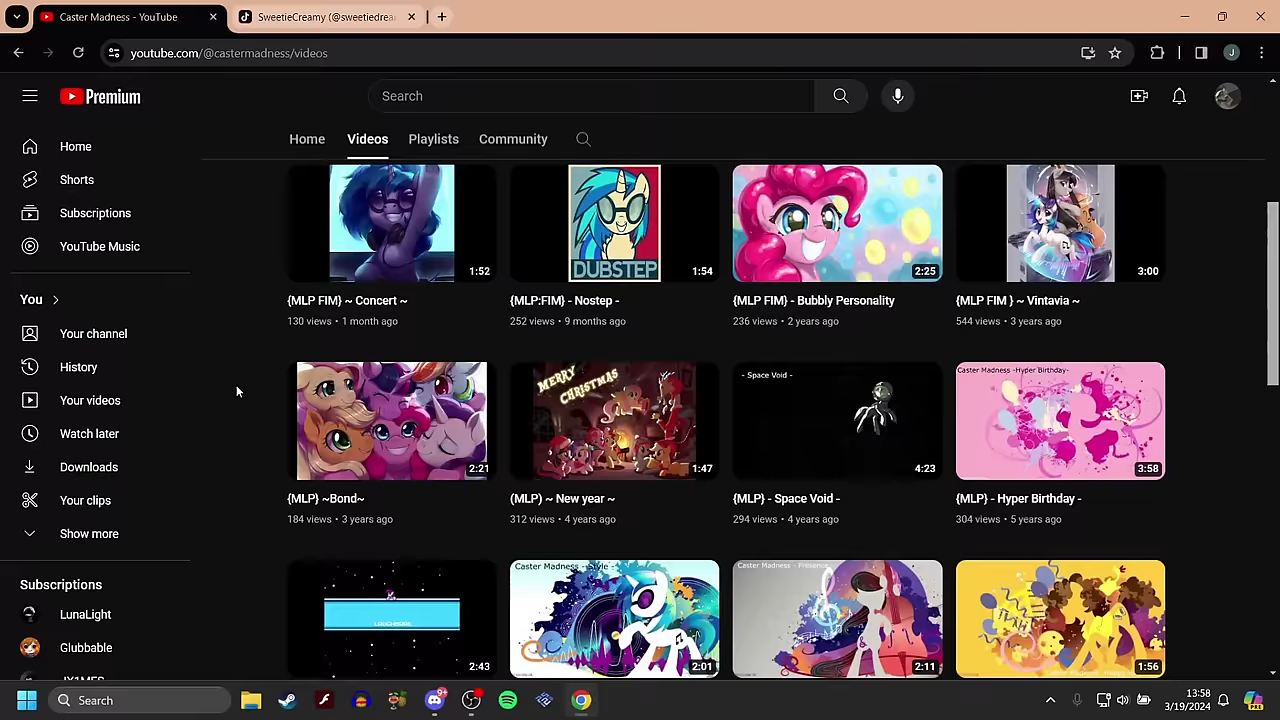 Caster Madness - YouTube
SweetieCreamy (@sweetiedrea
youtube.com/@castermadness/videos
J
Premium
Search
Home
Videos
Playlists
Community
Home
Shorts
Subscriptions
YouTube Music
You
Your channel
History
Your videos
Watch later
Downloads
Your clips
Show more
Subscriptions
LunaLight
Glubbable
DUBSTEP
1:52
1:54
2:25
3:00
{MLP FIM} ~ Concert ~
{MLP:FIM} - Nostep -
{MLP FIM} - Bubbly Personality
{MLP FIM } ~ Vintavia ~
130 views • 1 month ago
252 views • 9 months ago
236 views • 2 years ago
544 views • 3 years ago
MERRY
CHRISTMAS
- Space Void -
Caster Madness -Hyper Birthday-
2:21
1:47
4:23
3:58
{MLP} ~Bond~
(MLP) ~ New year ~
{MLP} - Space Void -
{MLP} - Hyper Birthday -
184 views • 3 years ago
312 views • 4 years ago
294 views • 4 years ago
304 views • 5 years ago
Caster Madness - Style -
Caster Madness - Presence
2:43
2:01
2:11
1:56
Search
13:58
3/19/2024